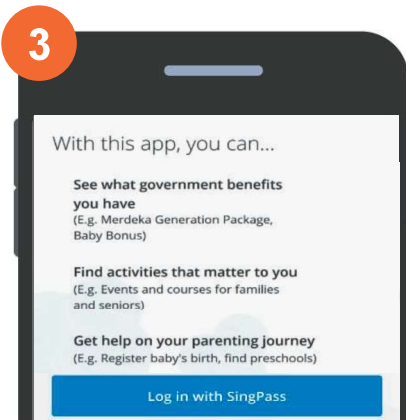 3
With this app, you can...
See what government benefits
you have
(E.g. Merdeka Generation Package,
Baby Bonus)
Find activities that matter to you
(E.g. Events and courses for families
and seniors)
Get help on your parenting journey
(E.g. Register baby's birth, find preschools)
Log in with SingPass